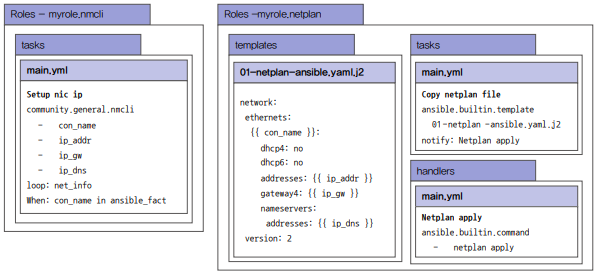 Roles - myrole.nmcli
tasks
main.yml
Setup nic ip
community.general.nmcli
- con_name
- ip_addr
- ip_gw
- ip_dns
loop: net_info
When: con_name in ansible_fact
Roles -myrole.netplan
templates
01-netplan-ansible.yaml.j2
network:
ethernets:
{{ con_name }}:
dhcp4: no
dhcp6: no
addresses: {{ ip_addr }}
gateway4: {{ ip_gw }}
nameservers:
addresses: {{ ip_dns }}
version: 2
tasks
main.yml
Copy netplan file
ansible.builtin.template
01-netplan -ansible.yaml.j2
notify: Netplan apply
handlers
main.yml
Netplan apply
ansible.builtin.command
- netplan apply